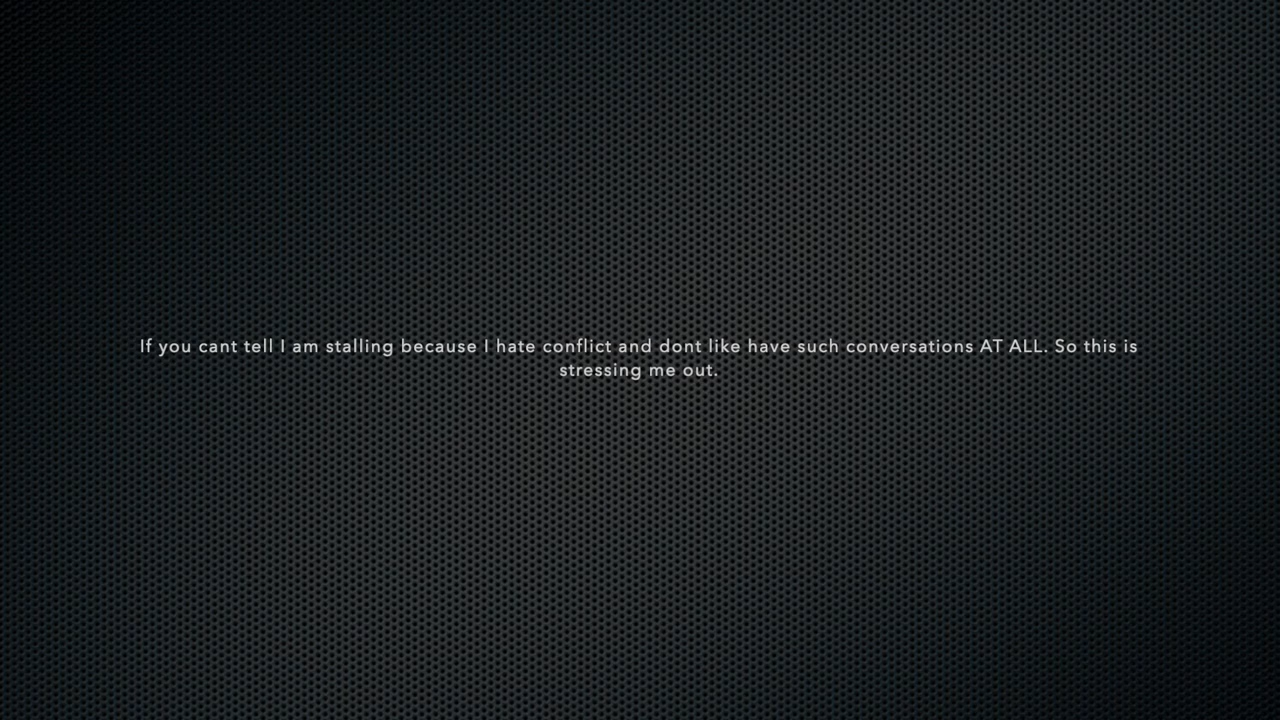 If you cant tell I am stalling because I hate conflict and dont like have such conversations AT ALL. So this is
stressing me out.